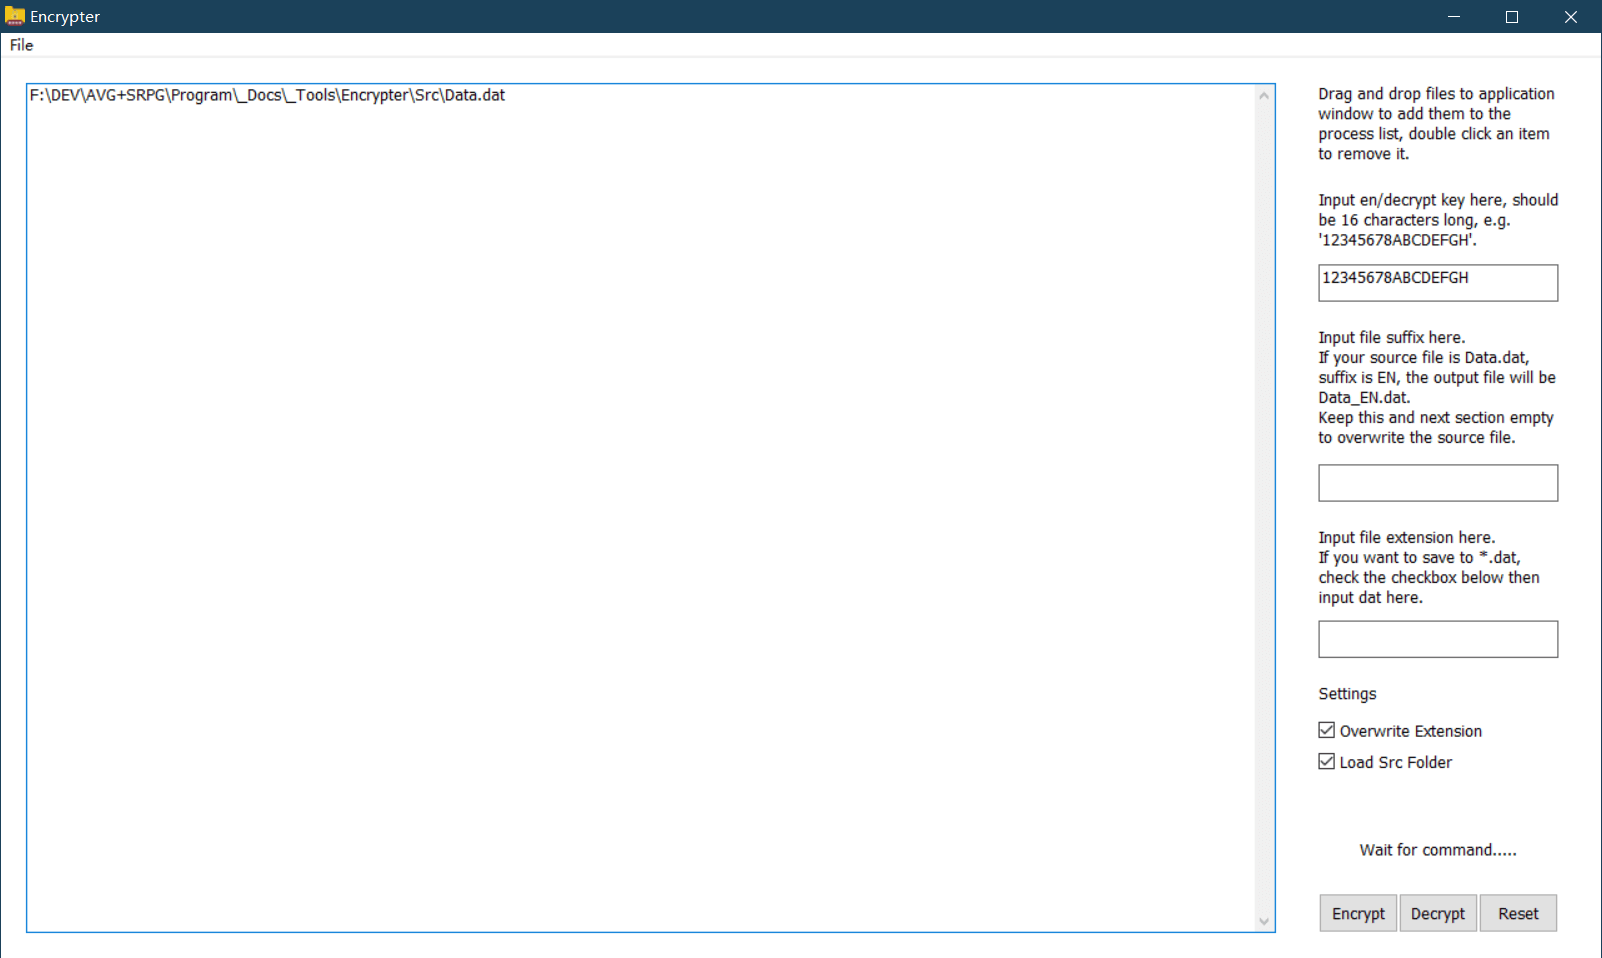 Encrypter
File
F:\DEV\AVG+SRPG\Program\_Docs\_Tools\Encrypter\Src\Data.dat
Drag and drop files to application
window to add them to the
process list, double click an item
to remove it.
Input en/decrypt key here, should
be 16 characters long, e.g.
'12345678ABCDEFGH'.
12345678ABCDEFGH
Input file suffix here.
If your source file is Data.dat,
suffix is EN, the output file will be
Data_EN.dat.
Keep this and next section empty
to overwrite the source file.
Input file extension here.
If you want to save to *.dat,
check the checkbox below then
input dat here.
Settings
Overwrite Extension
Load Src Folder
Wait for command.....
Encrypt Decrypt Reset